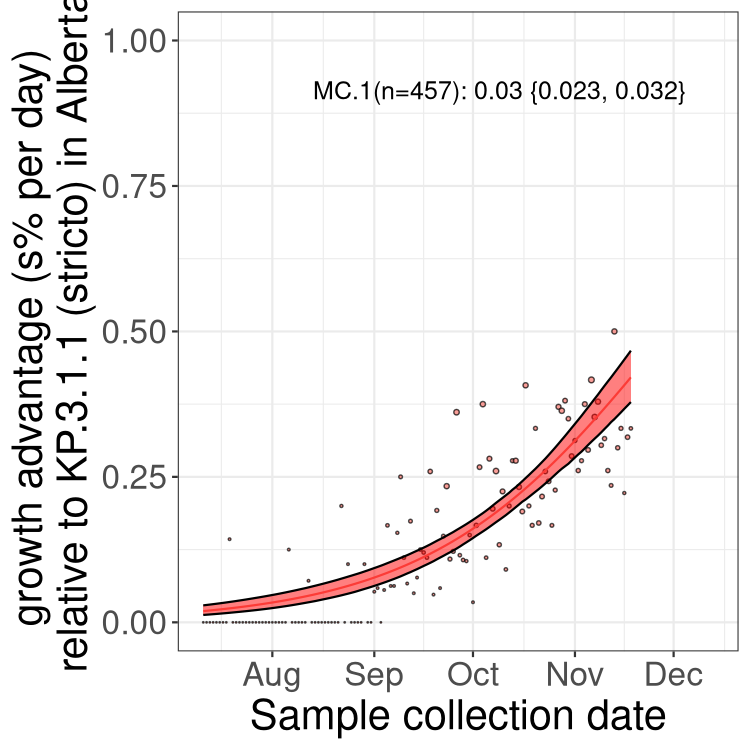 growth advantage (s% per day)
relative to KP.3.1.1 (stricto) in Alberta
1.00
0.75
0.50
0.25
0.00
MC.1(n=457): 0.03 {0.023, 0.032}
Aug Sep Oct Nov Dec
Sample collection date